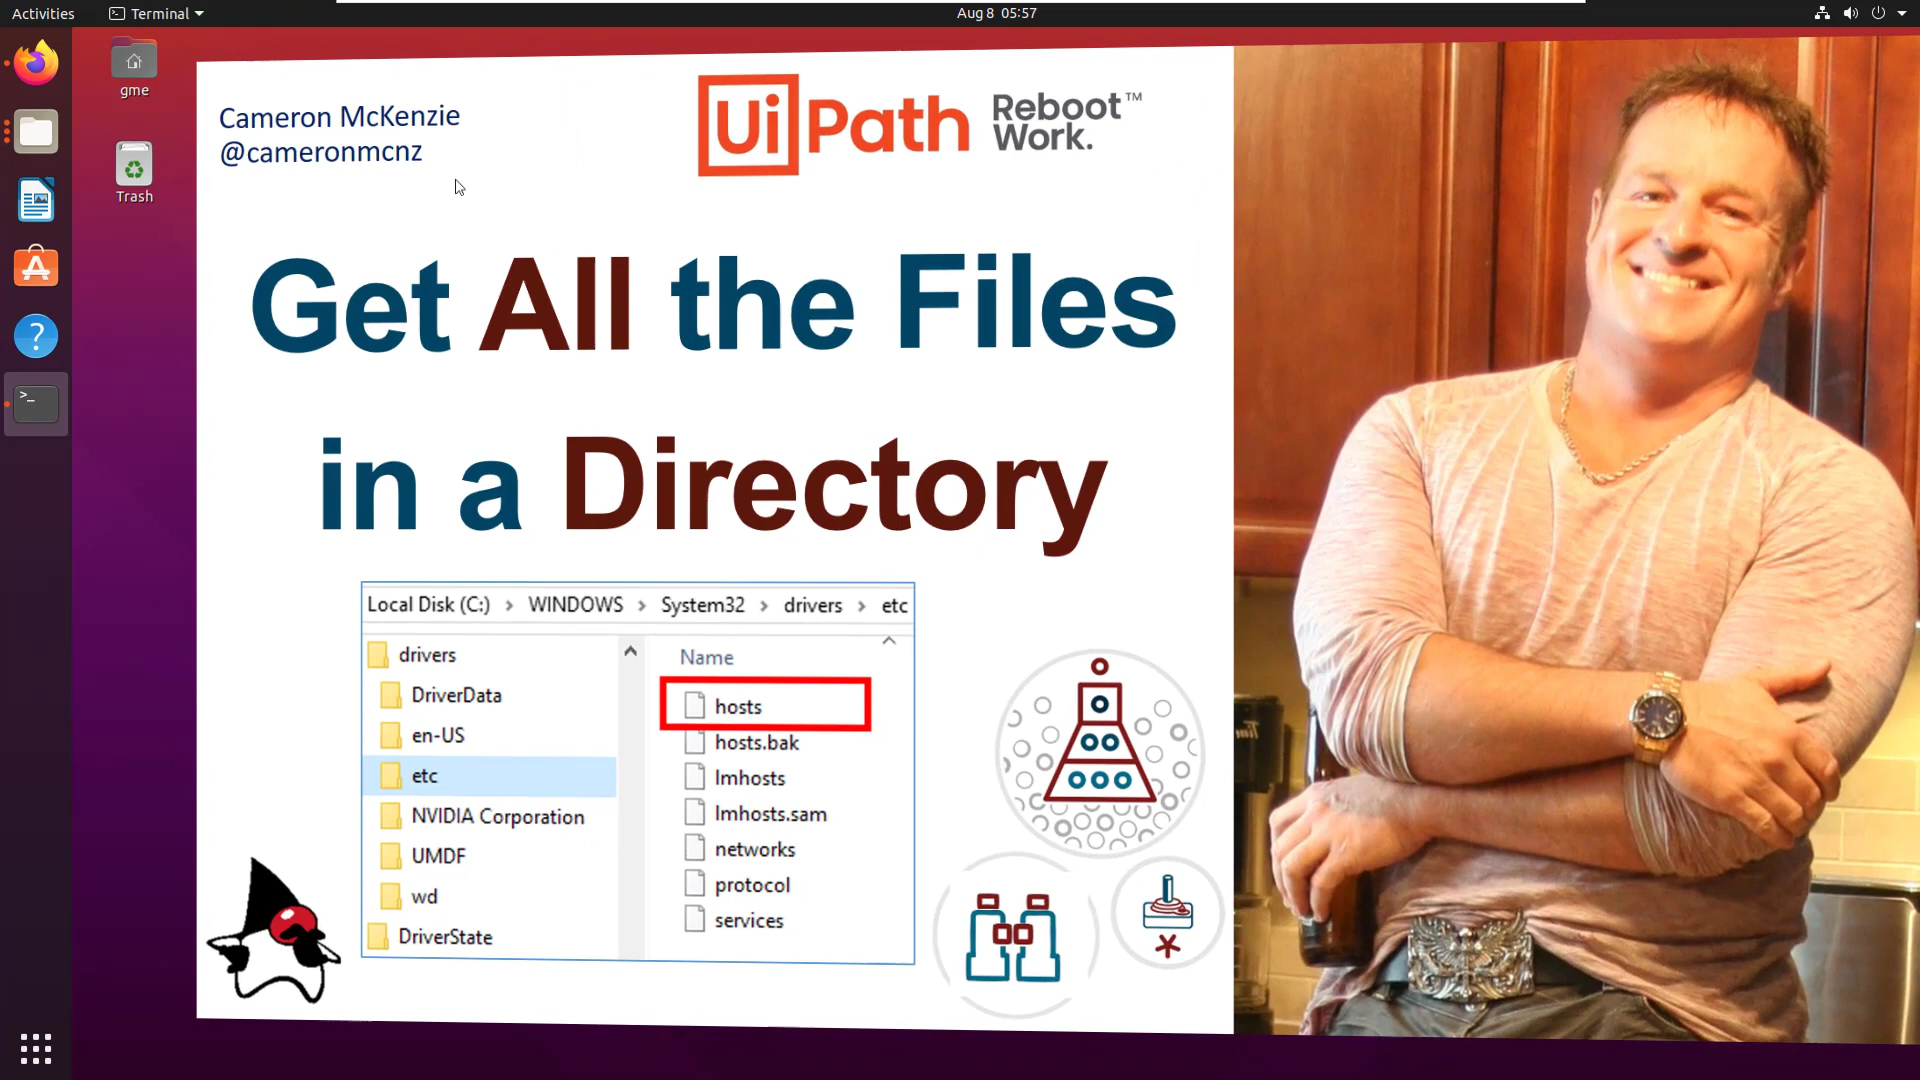 Activities
Terminal
Aug 8 05:57
gme
Trash
Cameron McKenzie
@cameronmcnz
UiPath
Reboot™
Work.
Get All the Files
in a Directory
Local Disk (C:) > WINDOWS > System32 > drivers > etc
drivers
DriverData
en-US
etc
NVIDIA Corporation
UMDF
wd
DriverState
Name
hosts
hosts.bak
lmhosts
lmhosts.sam
networks
protocol
services